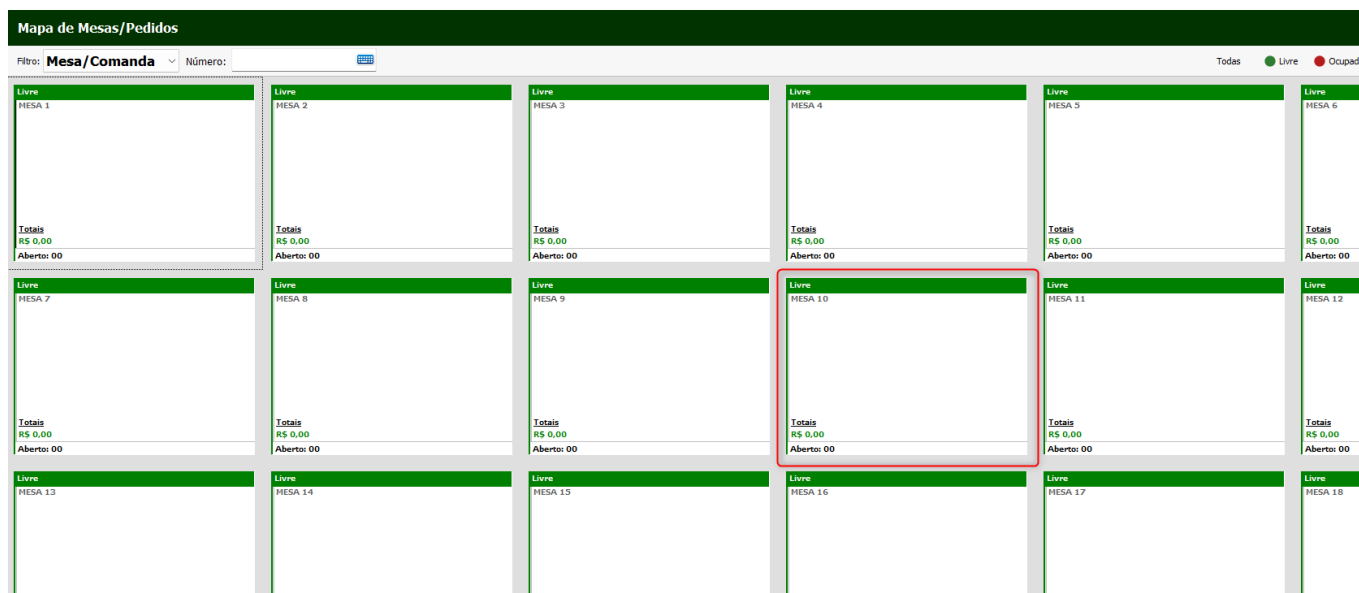 Mapa de Mesas/Pedidos
Filtro: Mesa/Comanda Número: Todas Livre Ocupad
Livre Livre Livre Livre Livre Livre
MESA 1 MESA 2 MESA 3 MESA 4 MESA 5 MESA 6
Totais Totais Totais Totais Totais Totais
R$ 0,00 R$ 0,00 R$ 0,00 R$ 0,00 R$ 0,00 R$ 0,00
Aberto: 00 Aberto: 00 Aberto: 00 Aberto: 00 Aberto: 00 Aberto: 00
Livre Livre Livre Livre Livre Livre
MESA 7 MESA 8 MESA 9 MESA 10 MESA 11 MESA 12
Totais Totais Totais Totais Totais Totais
R$ 0,00 R$ 0,00 R$ 0,00 R$ 0,00 R$ 0,00 R$ 0,00
Aberto: 00 Aberto: 00 Aberto: 00 Aberto: 00 Aberto: 00 Aberto: 00
Livre Livre Livre Livre Livre Livre
MESA 13 MESA 14 MESA 15 MESA 16 MESA 17 MESA 18